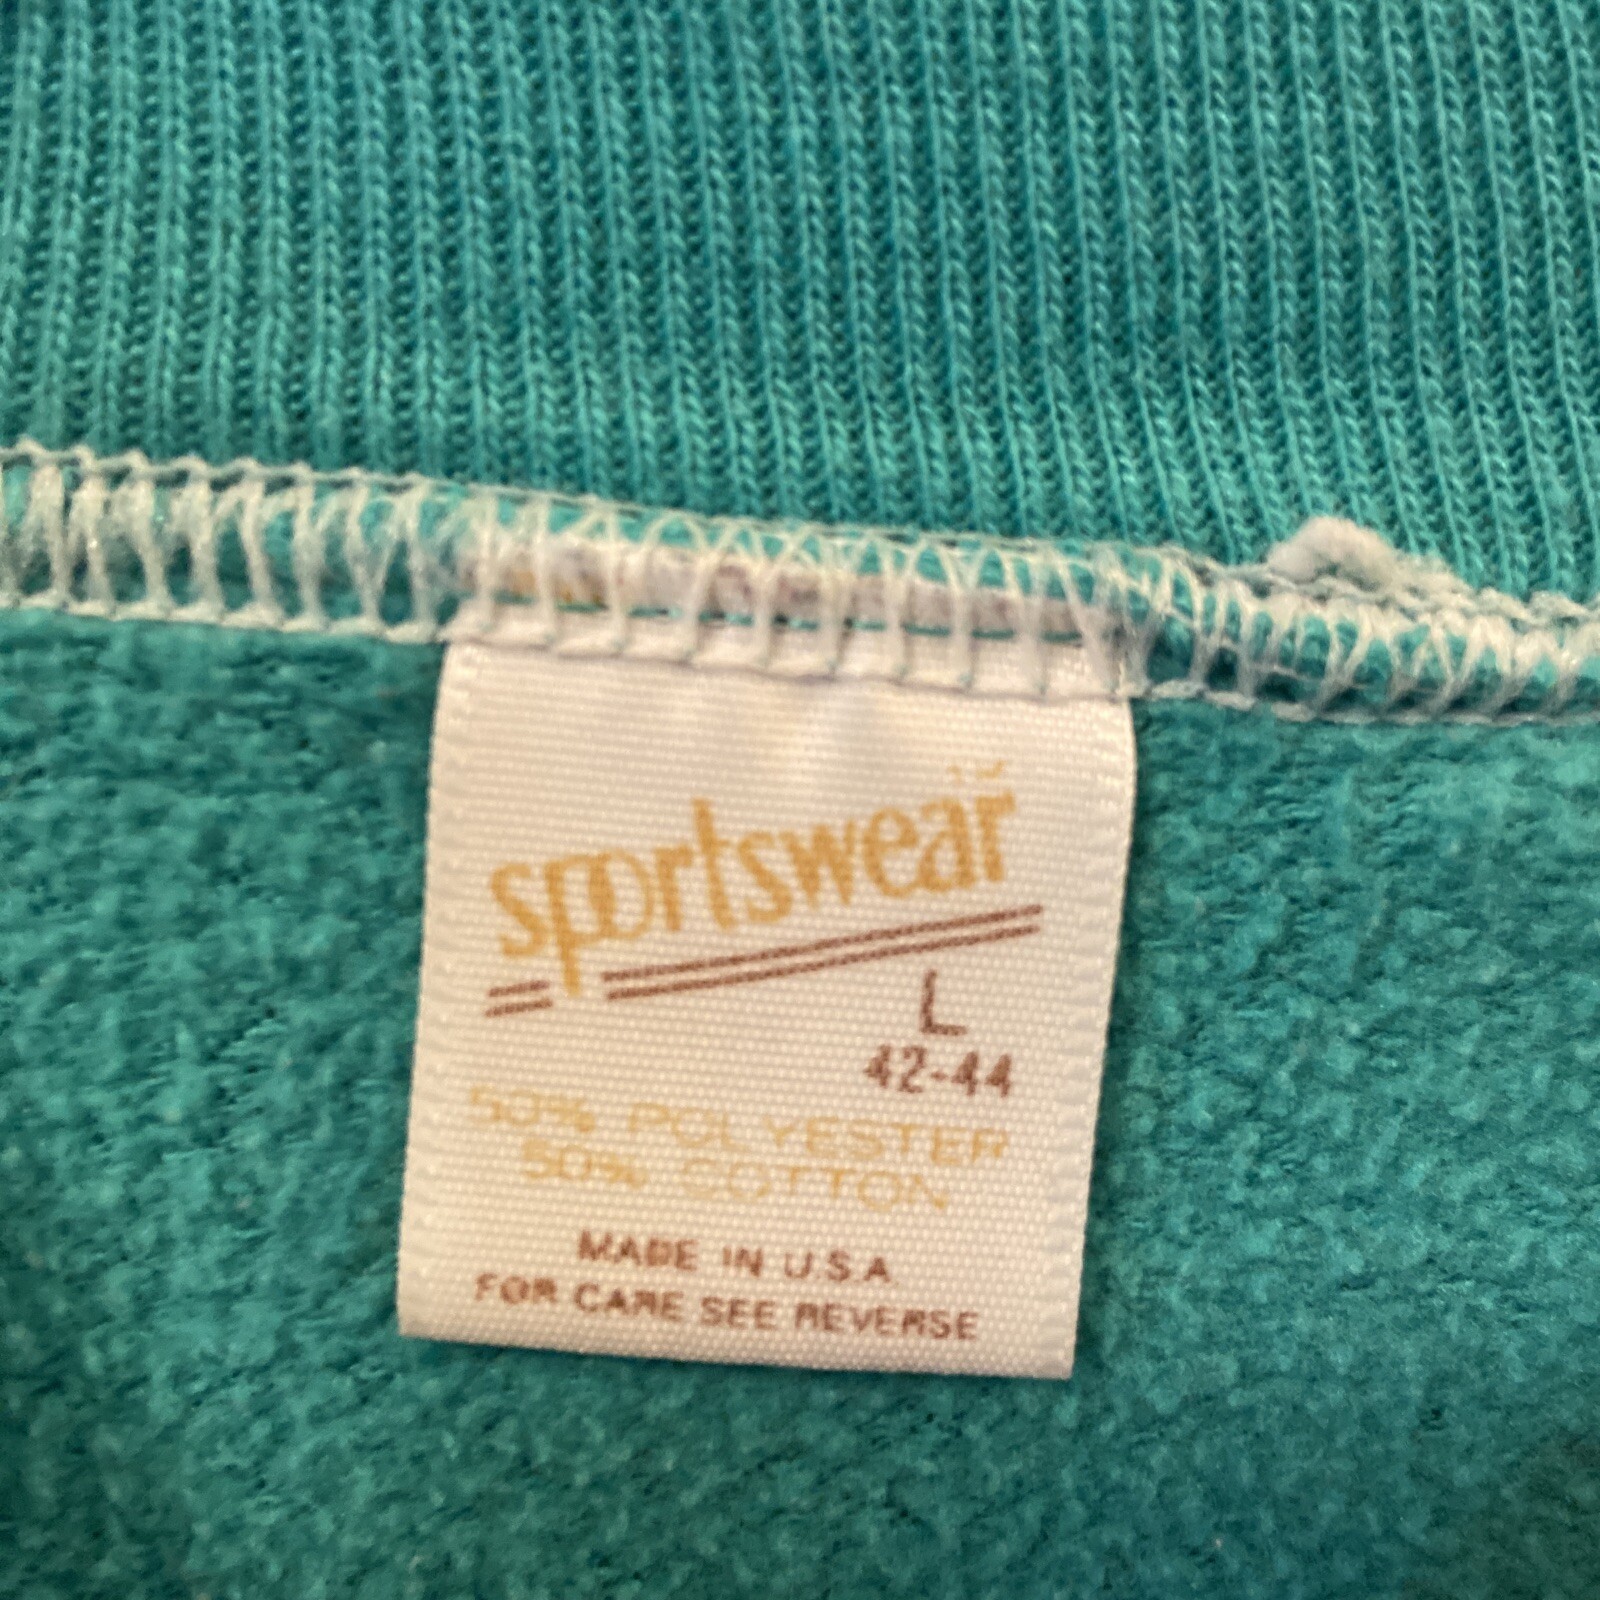 sportswear
L
42-44
50% POLYESTER
50% COTTON
MADE IN U.S.A.
FOR CARE SEE REVERSE